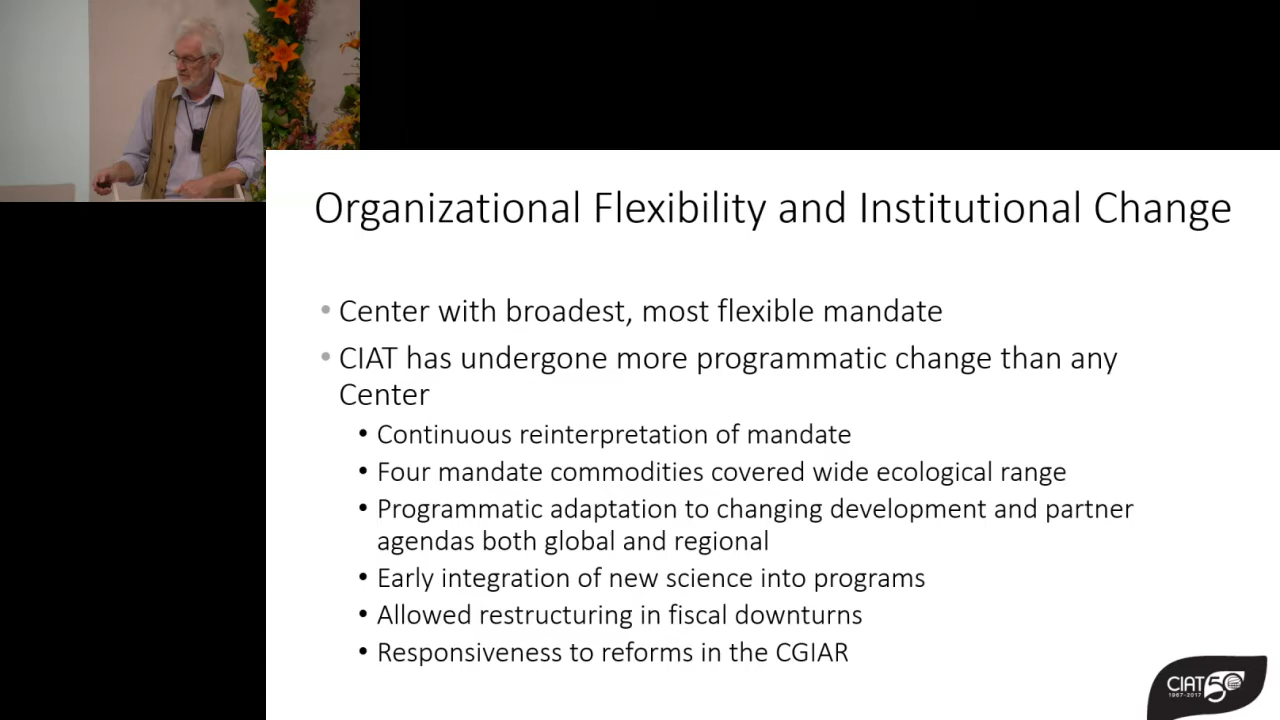 Organizational Flexibility and Institutional Change
• Center with broadest, most flexible mandate
• CIAT has undergone more programmatic change than any
Center
• Continuous reinterpretation of mandate
• Four mandate commodities covered wide ecological range
• Programmatic adaptation to changing development and partner
agendas both global and regional
• Early integration of new science into programs
• Allowed restructuring in fiscal downturns
• Responsiveness to reforms in the CGIAR
CIAT 50
1967-2017